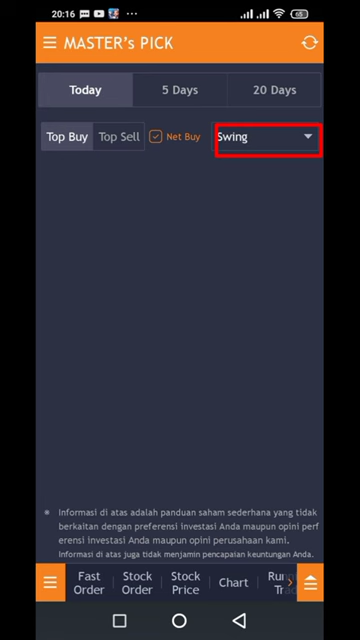 20:16
MASTER's PICK
Today 5 Days 20 Days
Top Buy Top Sell Net Buy Swing
Informasi di atas adalah panduan saham sederhana yang tidak
berkaitan dengan preferensi investasi Anda maupun opini perf
erensi investasi Anda maupun opini perusahaan kami.
Informasi di atas juga tidak menjamin pencapaian keuntungan Anda.
Fast Order Stock Order Stock Price Chart